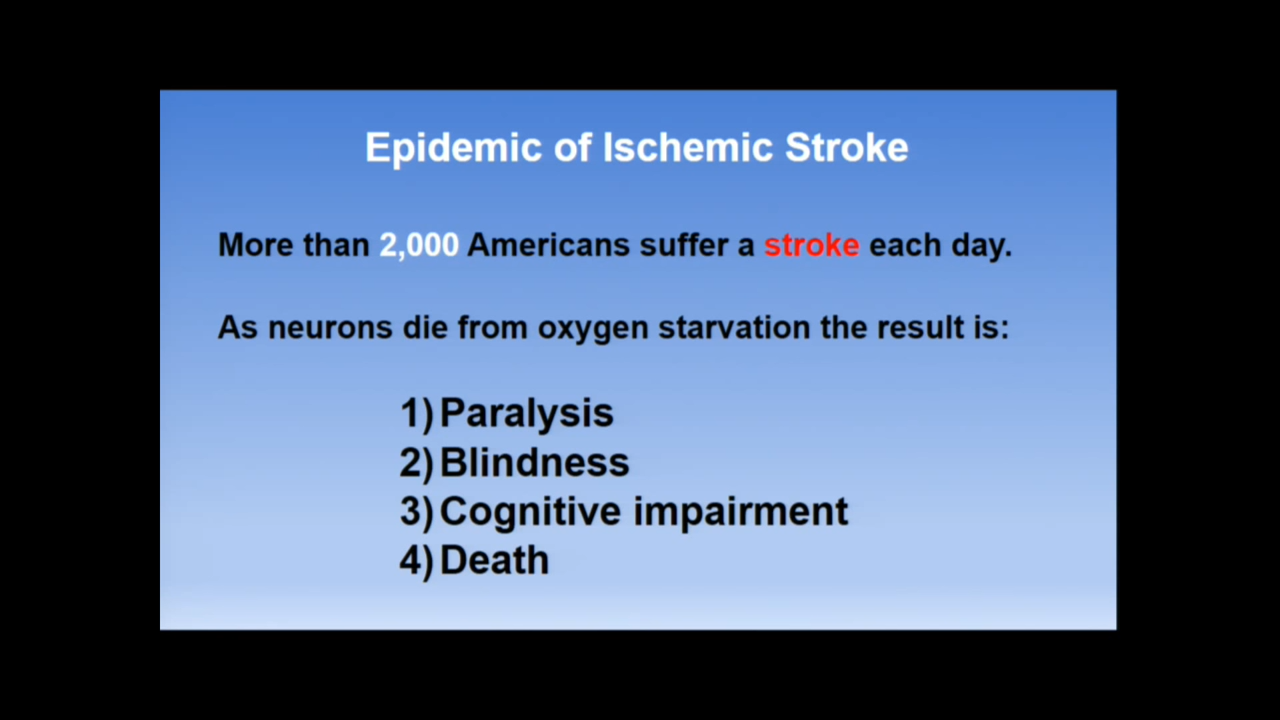 Epidemic of Ischemic Stroke
More than 2,000 Americans suffer a stroke each day.
As neurons die from oxygen starvation the result is:
1) Paralysis
2) Blindness
3) Cognitive impairment
4) Death